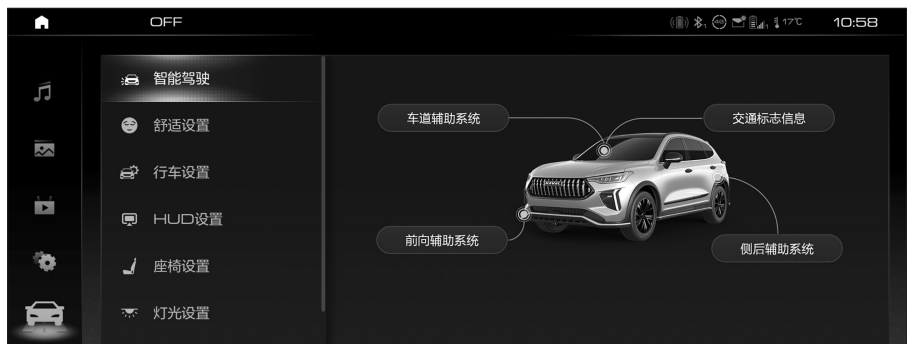 OFF
17℃
10:58
智能驾驶
舒适设置
行车设置
HUD设置
座椅设置
灯光设置
车道辅助系统
交通标志信息
前向辅助系统
侧后辅助系统